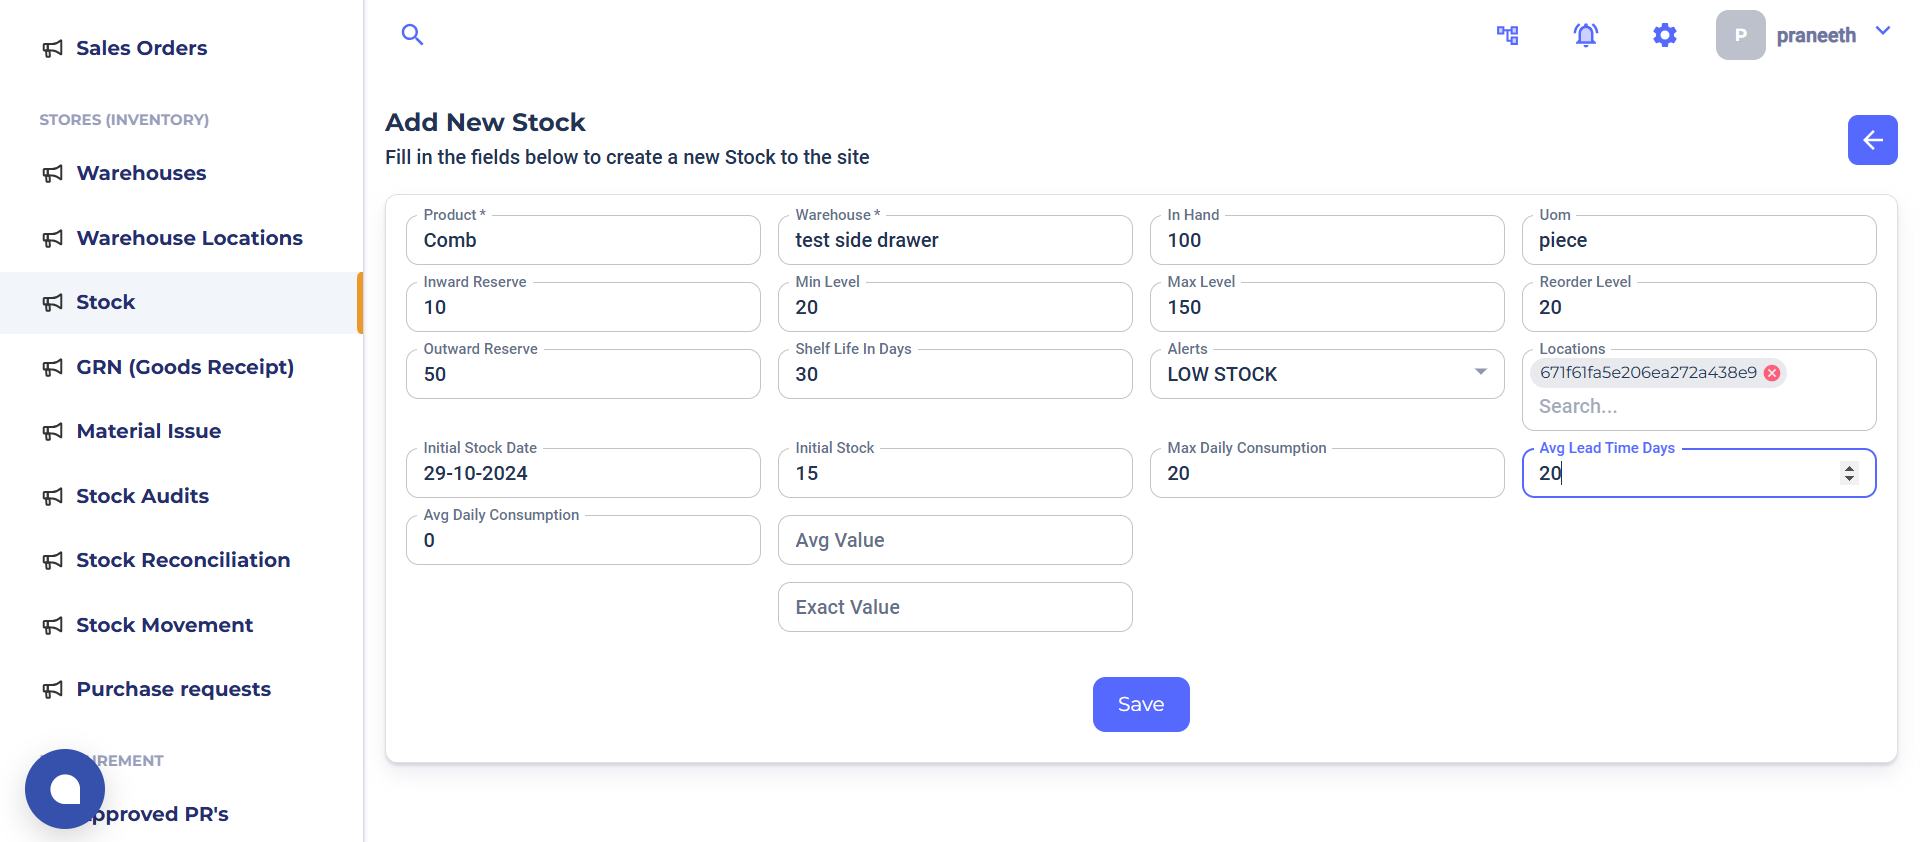 Sales Orders
STORES (INVENTORY)
Warehouses
Warehouse Locations
Stock
GRN (Goods Receipt)
Material Issue
Stock Audits
Stock Reconciliation
Stock Movement
Purchase requests
IREMENT
pproved PR's
P praneeth
Add New Stock
Fill in the fields below to create a new Stock to the site
Product *
Comb
Warehouse *
test side drawer
In Hand
100
Uom
piece
Inward Reserve
10
Min Level
20
Max Level
150
Reorder Level
20
Outward Reserve
50
Shelf Life In Days
30
Alerts
LOW STOCK
Locations
671f61fa5e206ea272a438e9
Search...
Initial Stock Date
29-10-2024
Initial Stock
15
Max Daily Consumption
20
Avg Lead Time Days
20
Avg Daily Consumption
0
Avg Value
Exact Value
Save